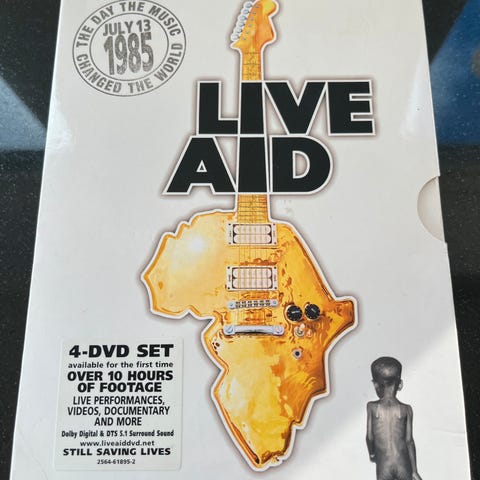 THE DAY THE MUSIC
JULY 13
1985
CHANGED THE WORLD
LIVE
AID
4-DVD SET
available for the first time
OVER 10 HOURS
OF FOOTAGE
LIVE PERFORMANCES,
VIDEOS, DOCUMENTARY
AND MORE
Dolby Digital & DTS 5.1 Surround Sound
www.liveaiddvd.net
STILL SAVING LIVES
2564-61895-2